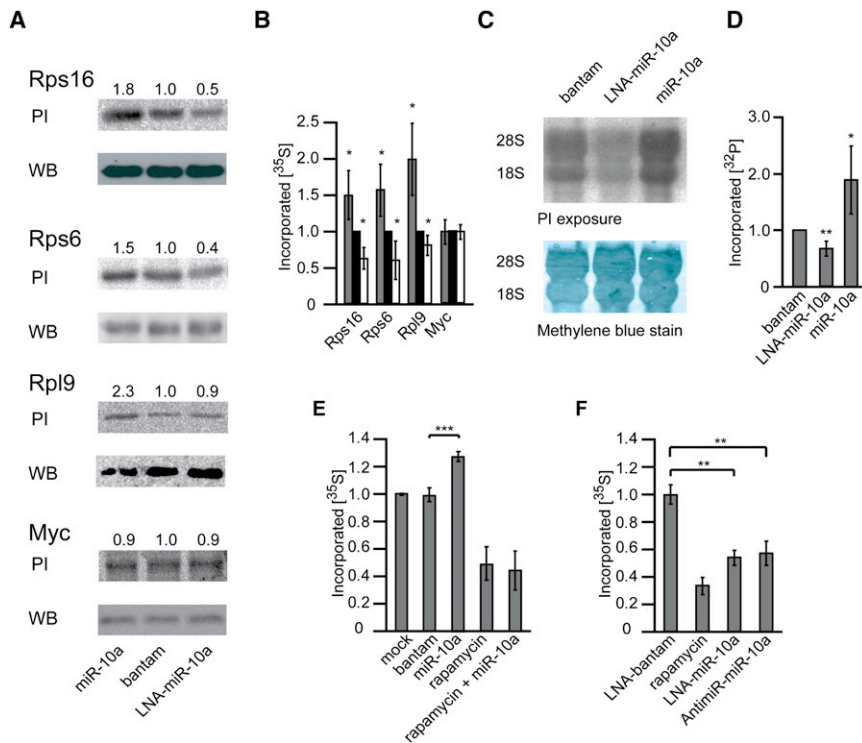 A
Rps16
1.8 1.0 0.5
PI
WB
Rps6
1.5 1.0 0.4
PI
WB
Rpl9
2.3 1.0 0.9
PI
WB
Myc
0.9 1.0 0.9
PI
WB
miR-10a
bantam
LNA-miR-10a
B
Incorporated [35S]
2.5
2.0
1.5
1.0
0.5
0
* * * * * *
Rps16
Rps6
Rpl9
Myc
C
bantam
LNA-miR-10a
miR-10a
28S
18S
PI exposure
28S
18S
Methylene blue stain
D
Incorporated [32P]
3.0
2.0
1.0
0
**
*
bantam
LNA-miR-10a
miR-10a
E
Incorporated [35S]
1.4
1.2
1.0
0.8
0.6
0.4
0.2
0
***
mock
bantam
miR-10a
rapamycin
rapamycin + miR-10a
F
Incorporated [35S]
1.4
1.2
1.0
0.8
0.6
0.4
0.2
0
**
**
LNA-bantam
rapamycin
LNA-miR-10a
AntimiR-miR-10a